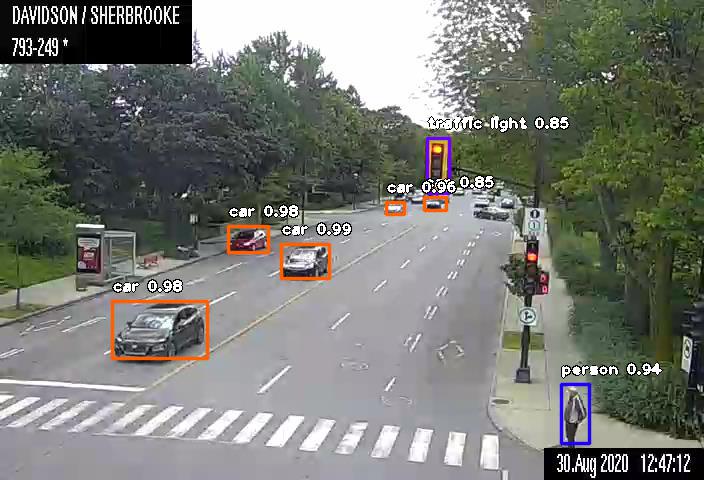 DAVIDSON / SHERBROOKE
793-249 *
traffic light 0.85
car 0.96
0.85
car 0.98
car 0.99
car 0.98
person 0.94
30.Aug 2020 12:47:12